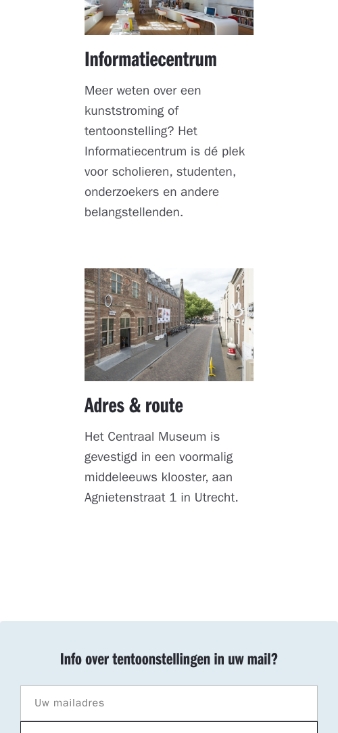 Informatiecentrum
Meer weten over een
kunststroming of
tentoonstelling? Het
Informatiecentrum is dé plek
voor scholieren, studenten,
onderzoekers en andere
belangstellenden.
Adres & route
Het Centraal Museum is
gevestigd in een voormalig
middeleeuws klooster, aan
Agnietenstraat 1 in Utrecht.
Info over tentoonstellingen in uw mail?
Uw mailadres